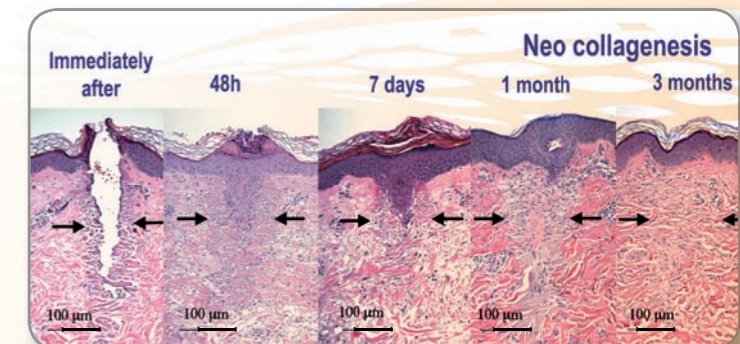 Neo collagenesis
Immediately
after
48h
7 days
1 month
3 months
100 µm
100 µm
100 µm
100 µm
100 µm